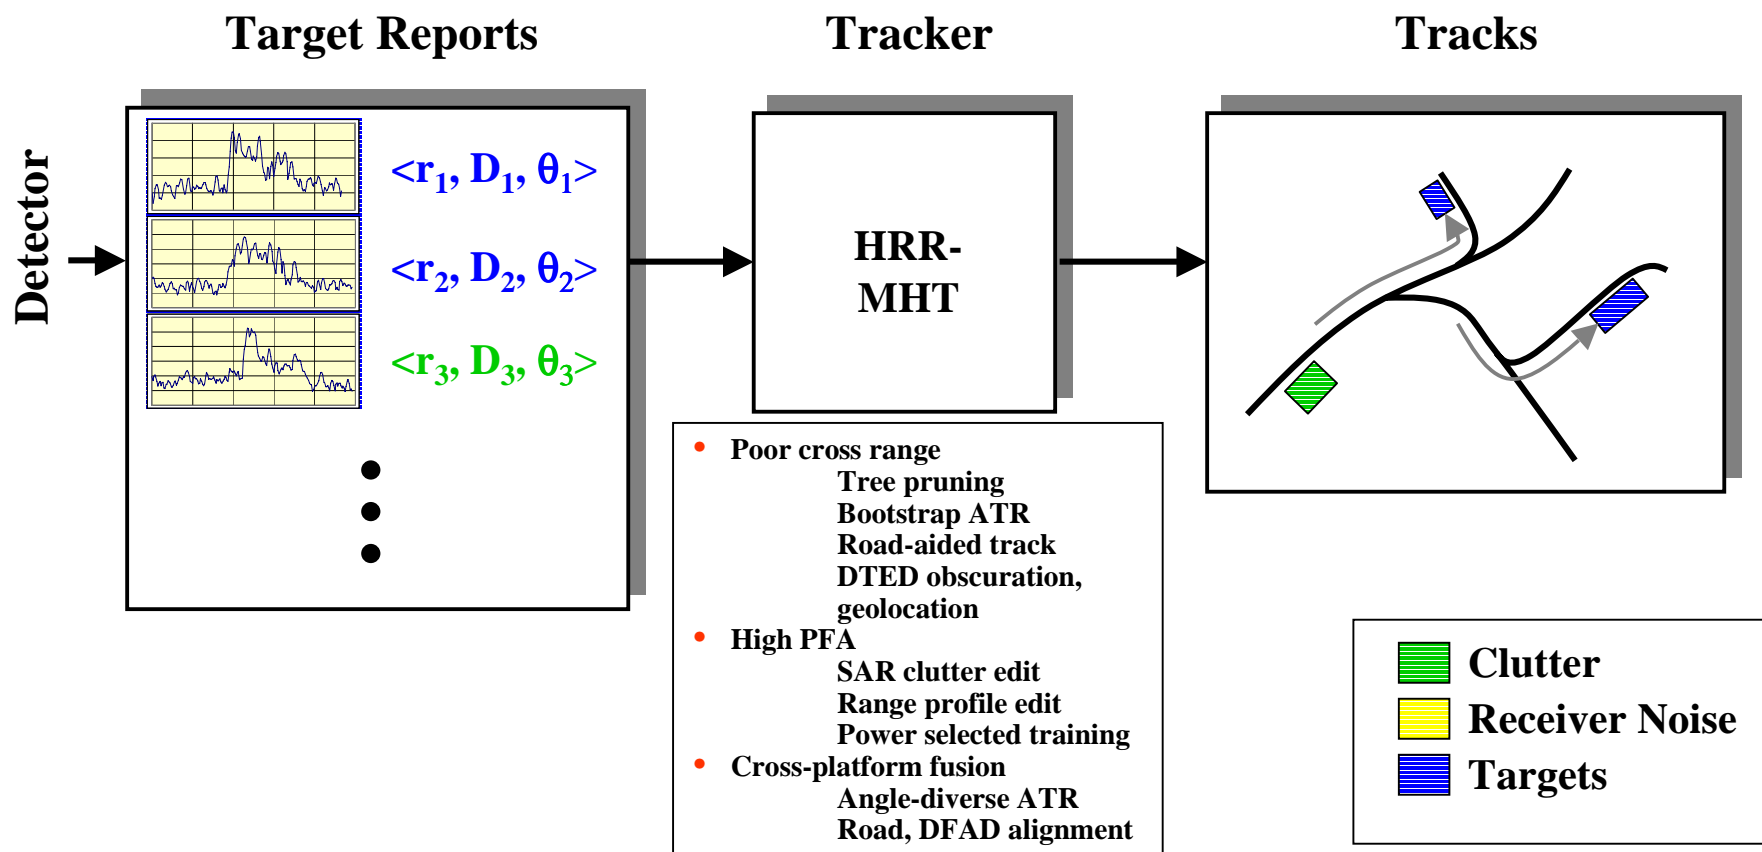 Target Reports
Tracker
Tracks
Detector
<r1, D1, θ1>
<r2, D2, θ2>
<r3, D3, θ3>
HRR-
MHT
• Poor cross range
Tree pruning
Bootstrap ATR
Road-aided track
DTED obscuration,
geolocation
• High PFA
SAR clutter edit
Range profile edit
Power selected training
• Cross-platform fusion
Angle-diverse ATR
Road, DFAD alignment
Clutter
Receiver Noise
Targets